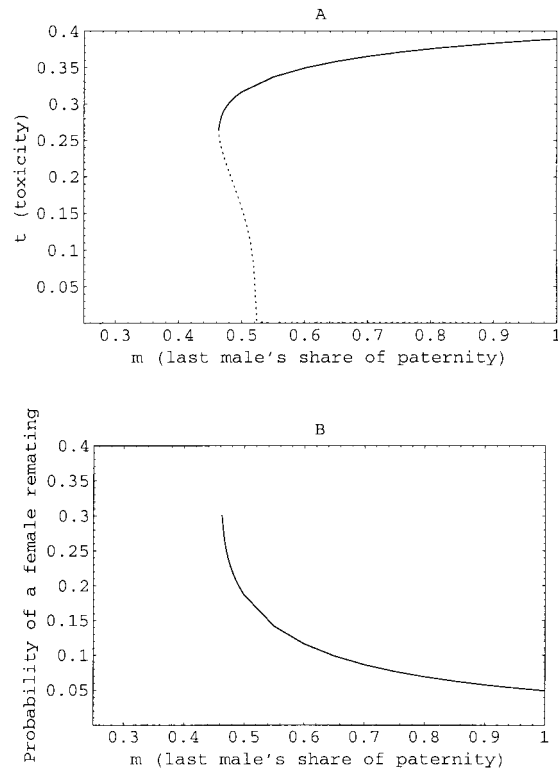 A
0.4
0.35
0.3
0.25
0.2
0.15
0.1
0.05
t (toxicity)
0.3 0.4 0.5 0.6 0.7 0.8 0.9 1
m (last male's share of paternity)
B
0.4
0.3
0.3
0.2
0.15
0.1
0.05
Probability of a female remating
0.3 0.4 0.5 0.6 0.7 0.8 0.9 1
m (last male's share of paternity)